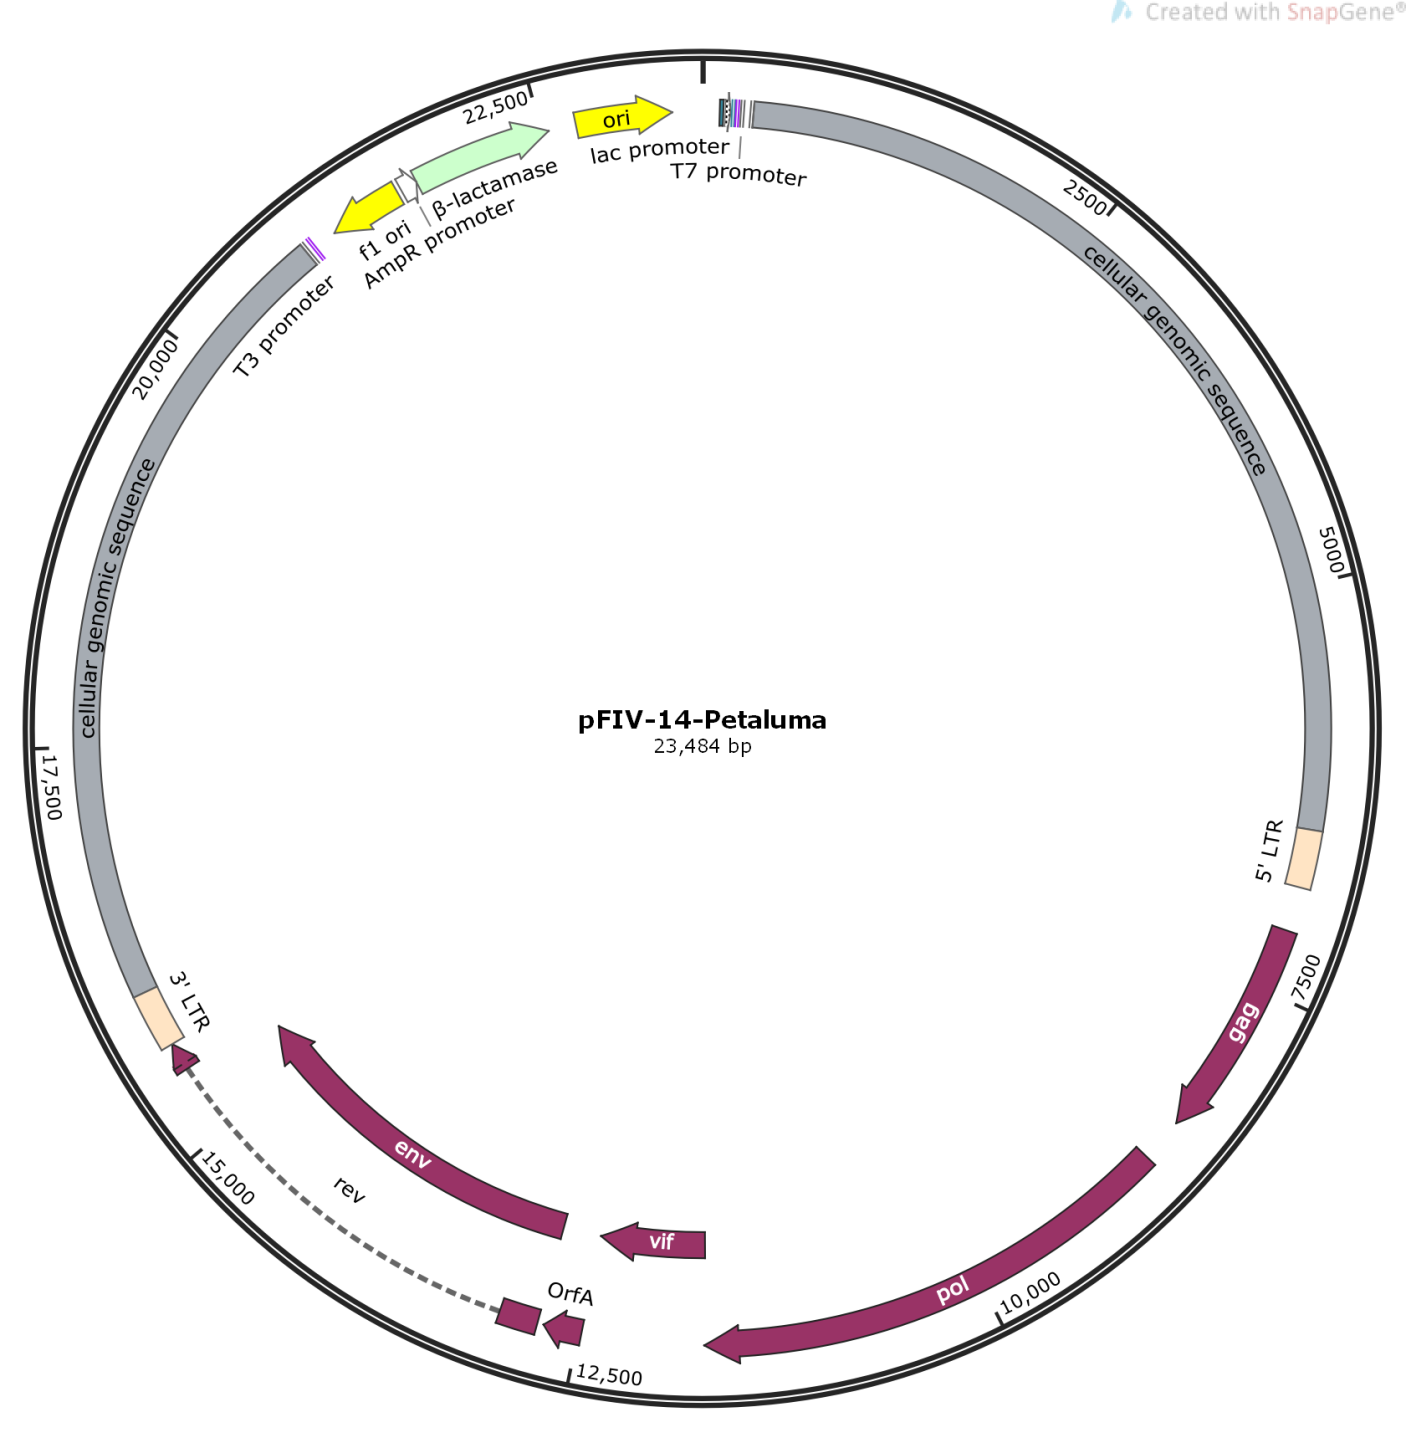 Created with SnapGene®
22,500
ori
lac promoter
T7 promoter
β-lactamase
AmpR promoter
f1 ori
T3 promoter
2500
cellular genomic sequence
20,000
cellular genomic sequence
5000
pFIV-14-Petaluma
23,484 bp
17,500
5' LTR
7500
3' LTR
gag
env
15,000
rev
vif
OrfA
pol
10,000
12,500